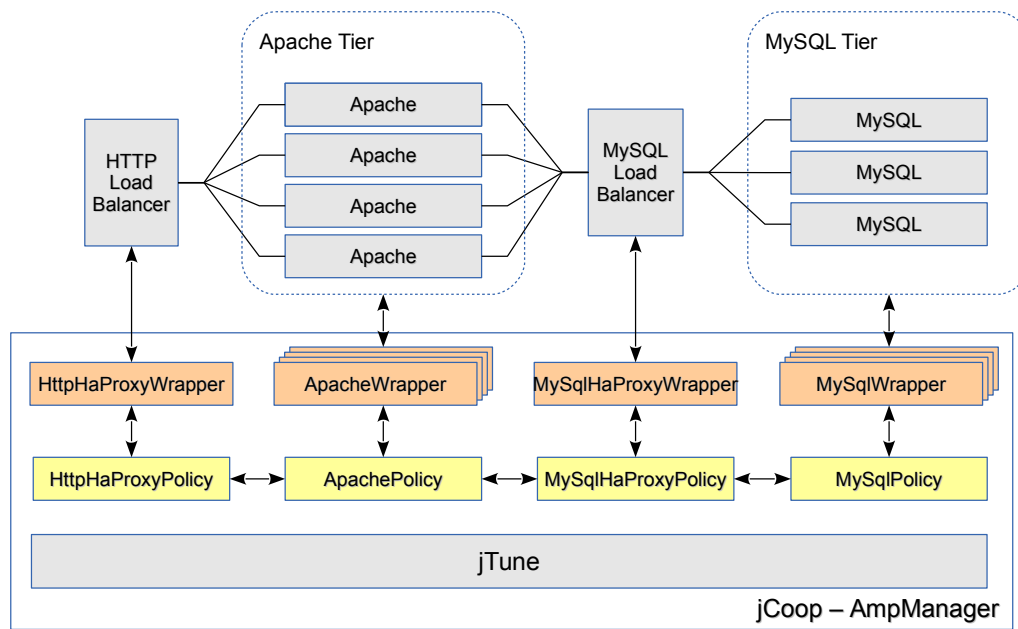 Apache Tier
MySQL Tier
Apache
Apache
Apache
Apache
HTTP
Load
Balancer
MySQL
Load
Balancer
MySQL
MySQL
MySQL
HttpHaProxyWrapper
ApacheWrapper
MySqlHaProxyWrapper
MySqlWrapper
HttpHaProxyPolicy
ApachePolicy
MySqlHaProxyPolicy
MySqlPolicy
jTune
jCoop – AmpManager